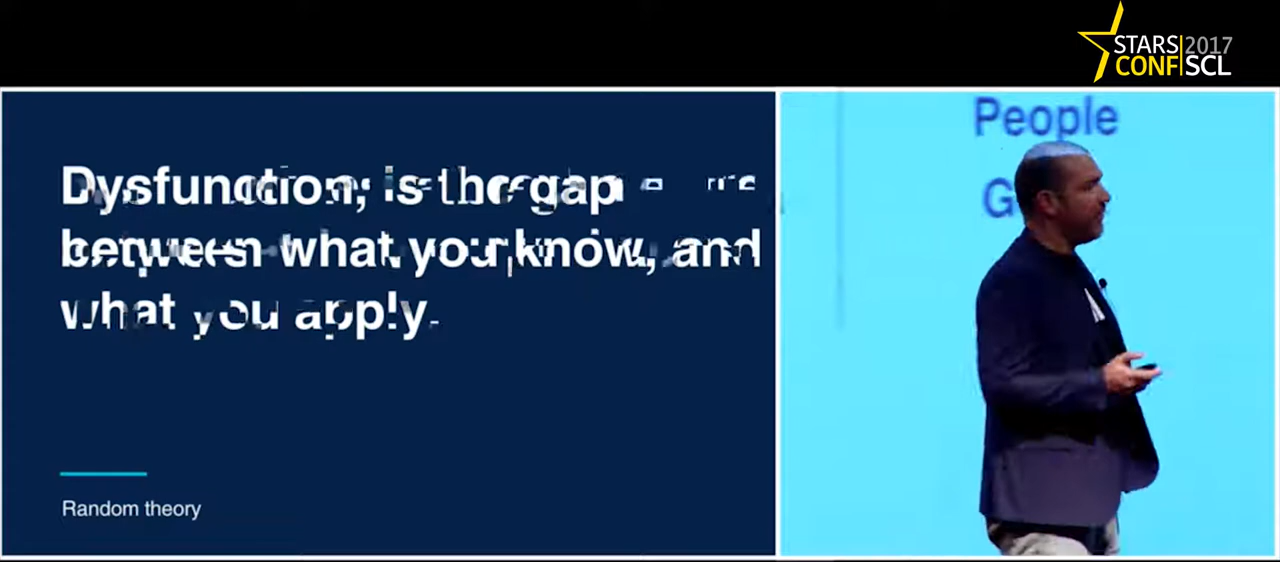 STARS 2017
CONF SCL
Dysfunction; is the gap
between what you know, and
what you apply.
Random theory
People